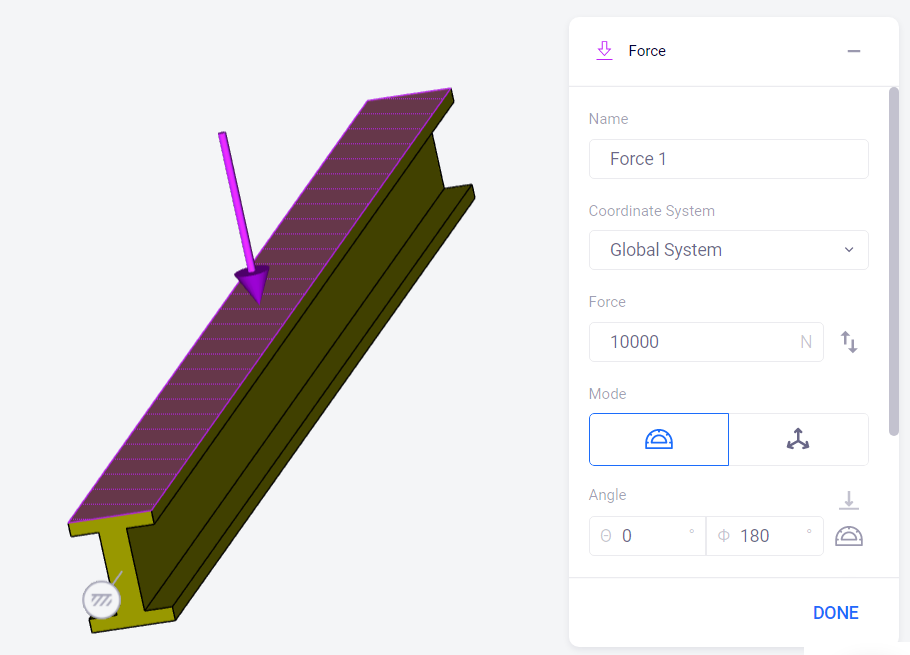 Force
Name
Force 1
Coordinate System
Global System
Force
10000 N
Mode
Angle
Θ 0 ° Φ 180 °
DONE